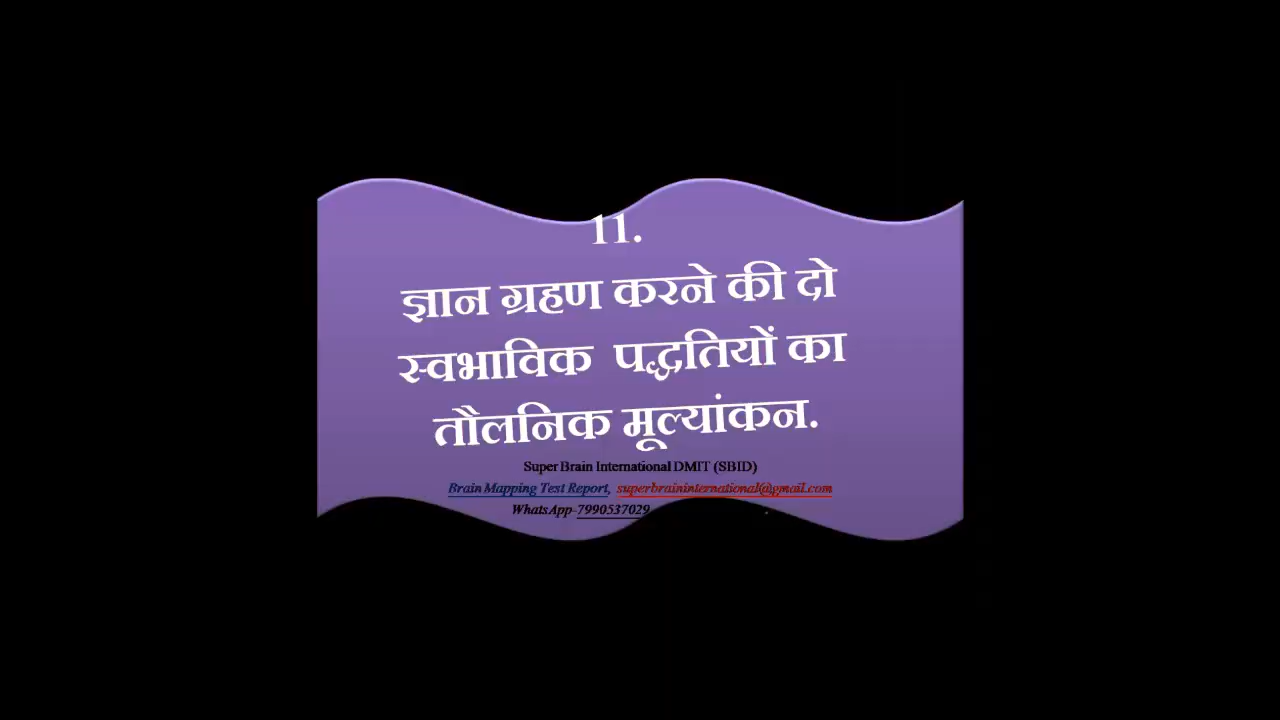 11.
ज्ञान ग्रहण करने की दो
स्वभाविक पद्धतियों का
तौलनिक मूल्यांकन.
Super Brain International DMIT (SBID)
Brain Mapping Test Report, superbraininternational@gmail.com
WhatsApp-7990537029